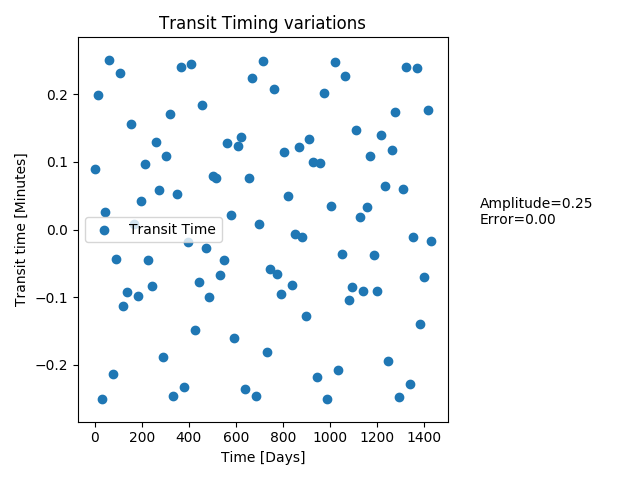 Transit Timing variations
Transit time [Minutes]
0.2
0.1
0.0
−0.1
−0.2
Transit Time
Amplitude=0.25
Error=0.00
0 200 400 600 800 1000 1200 1400
Time [Days]